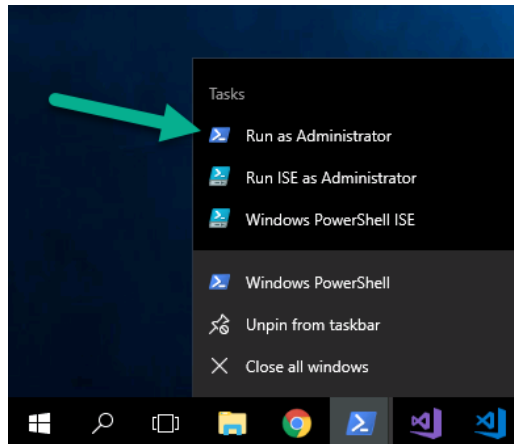 Tasks
Run as Administrator
Run ISE as Administrator
Windows PowerShell ISE
Windows PowerShell
Unpin from taskbar
Close all windows